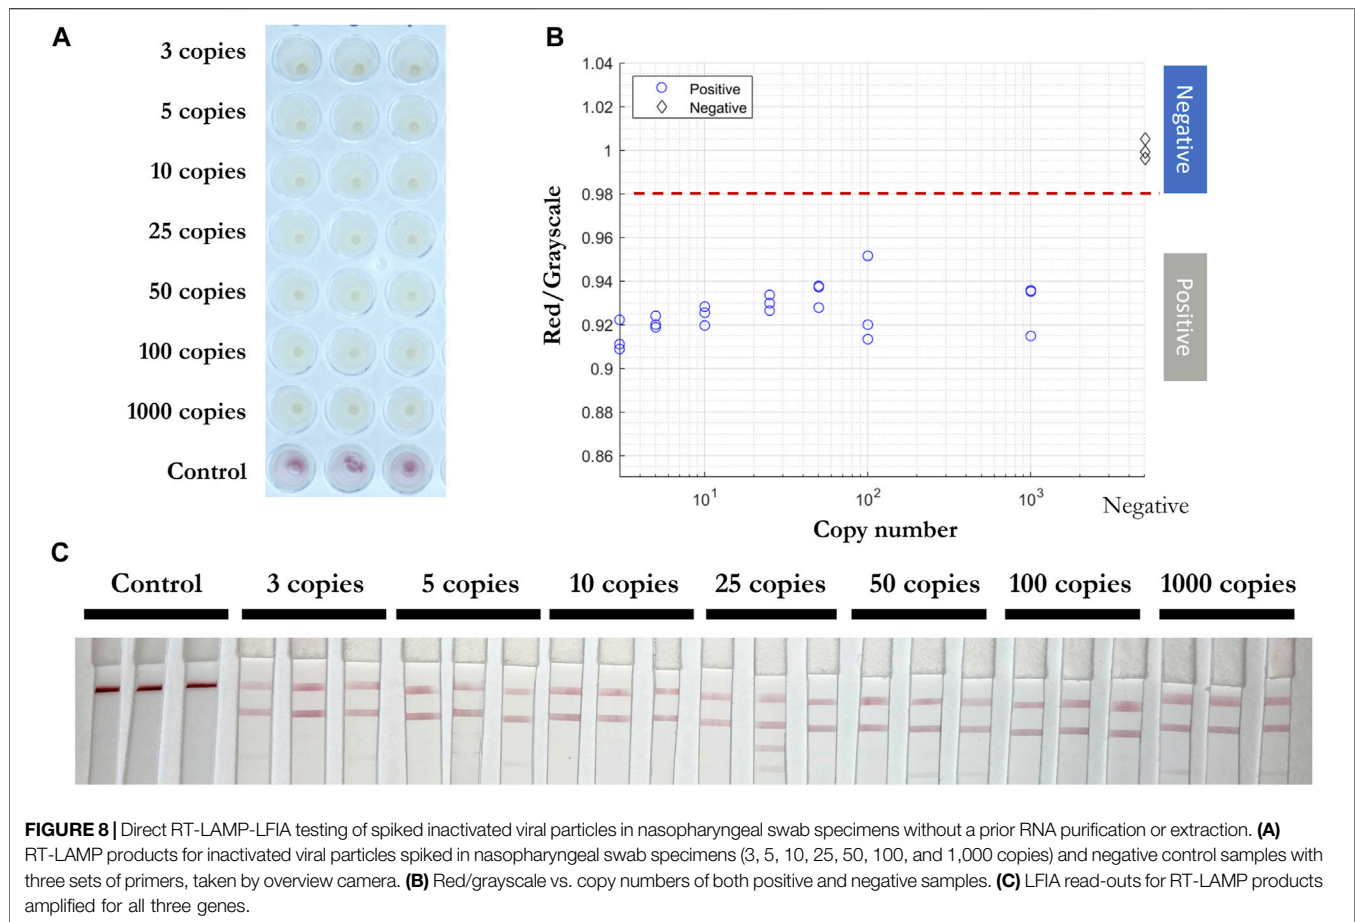 A
3 copies
5 copies
10 copies
25 copies
50 copies
100 copies
1000 copies
Control
B
1.04
1.02
1
0.98
0.96
0.94
0.92
0.9
0.88
0.86
Red/Grayscale
Positive
Negative
10¹
10²
10³
Negative
Copy number
Negative
Positive
C
Control 3 copies 5 copies 10 copies 25 copies 50 copies 100 copies 1000 copies
FIGURE 8 | Direct RT-LAMP-LFIA testing of spiked inactivated viral particles in nasopharyngeal swab specimens without a prior RNA purification or extraction. (A)
RT-LAMP products for inactivated viral particles spiked in nasopharyngeal swab specimens (3, 5, 10, 25, 50, 100, and 1,000 copies) and negative control samples with
three sets of primers, taken by overview camera. (B) Red/grayscale vs. copy numbers of both positive and negative samples. (C) LFIA read-outs for RT-LAMP products
amplified for all three genes.